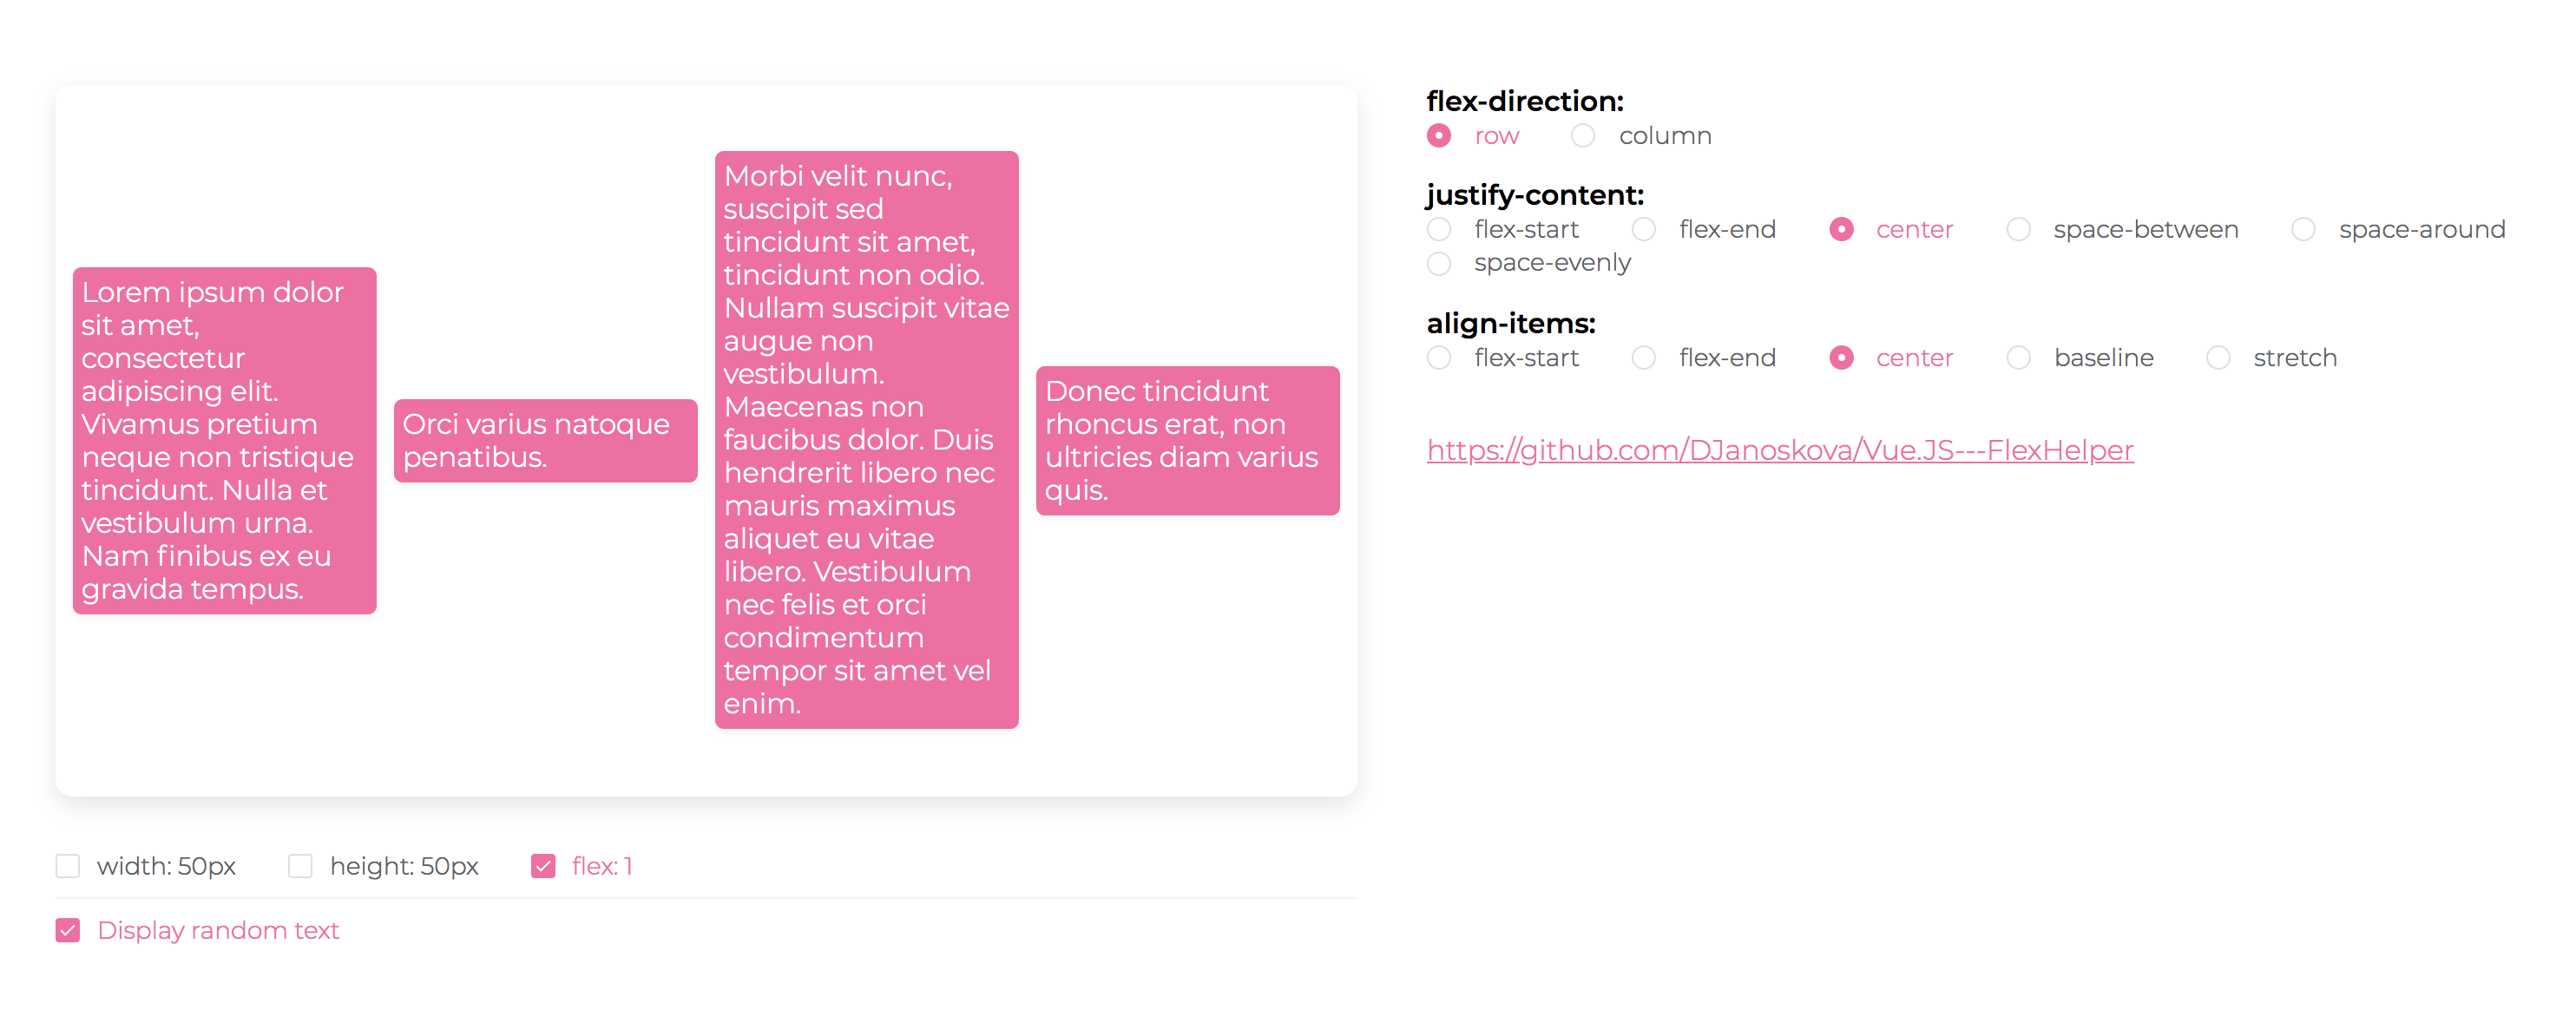 Lorem ipsum dolor
sit amet,
consectetur
adipiscing elit.
Vivamus pretium
neque non tristique
tincidunt. Nulla et
vestibulum urna.
Nam finibus ex eu
gravida tempus.
Orci varius natoque
penatibus.
Morbi velit nunc,
suscipit sed
tincidunt sit amet,
tincidunt non odio.
Nullam suscipit vitae
augue non
vestibulum.
Maecenas non
faucibus dolor. Duis
hendrerit libero nec
mauris maximus
aliquet eu vitae
libero. Vestibulum
nec felis et orci
condimentum
tempor sit amet vel
enim.
Donec tincidunt
rhoncus erat, non
ultricies diam varius
quis.
width: 50px height: 50px flex: 1
Display random text
flex-direction:
row column
justify-content:
flex-start flex-end center space-between space-around
space-evenly
align-items:
flex-start flex-end center baseline stretch
https://github.com/DJanoskova/Vue.JS---FlexHelper